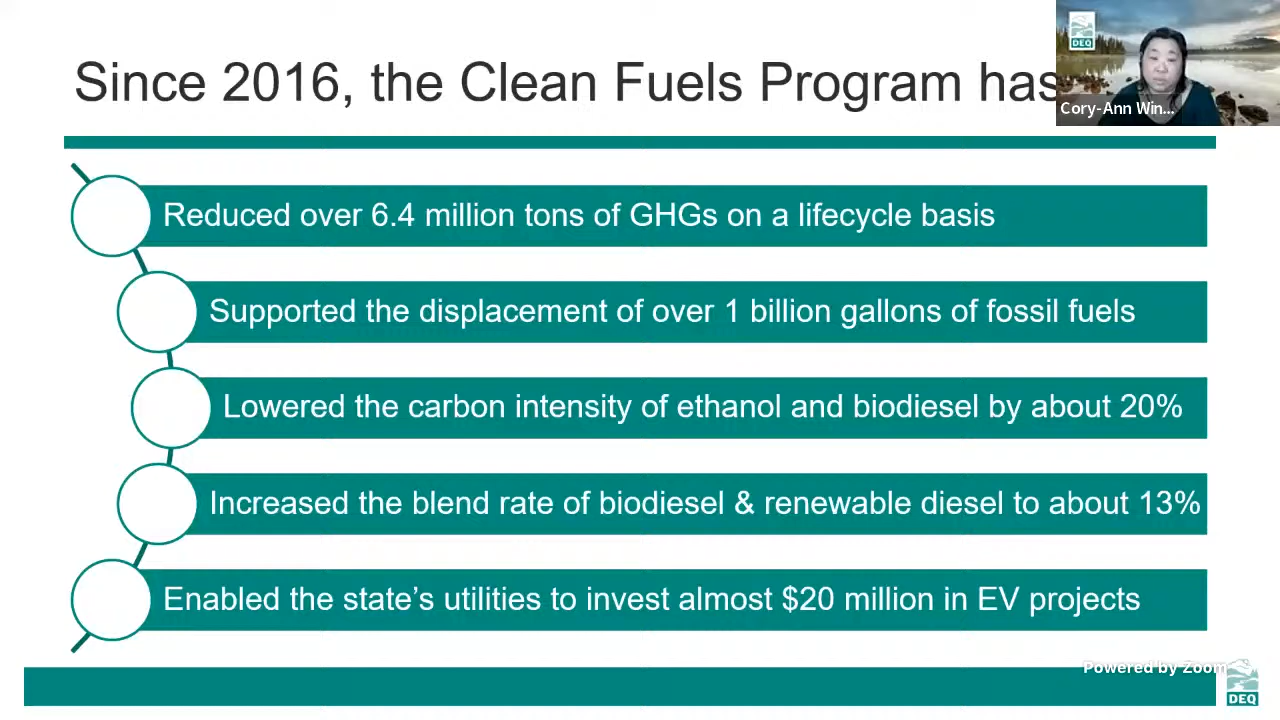 Since 2016, the Clean Fuels Program has
DEQ
Cory-Ann Win...
Reduced over 6.4 million tons of GHGs on a lifecycle basis
Supported the displacement of over 1 billion gallons of fossil fuels
Lowered the carbon intensity of ethanol and biodiesel by about 20%
Increased the blend rate of biodiesel & renewable diesel to about 13%
Enabled the state’s utilities to invest almost $20 million in EV projects
Powered by Zoom
DEQ